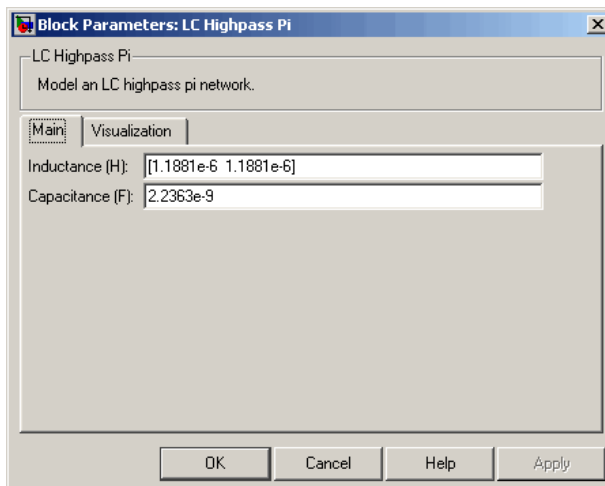 Block Parameters: LC Highpass Pi
LC Highpass Pi
Model an LC highpass pi network.
Main Visualization
Inductance (H): [1.1881e-6 1.1881e-6]
Capacitance (F): 2.2363e-9
OK Cancel Help Apply